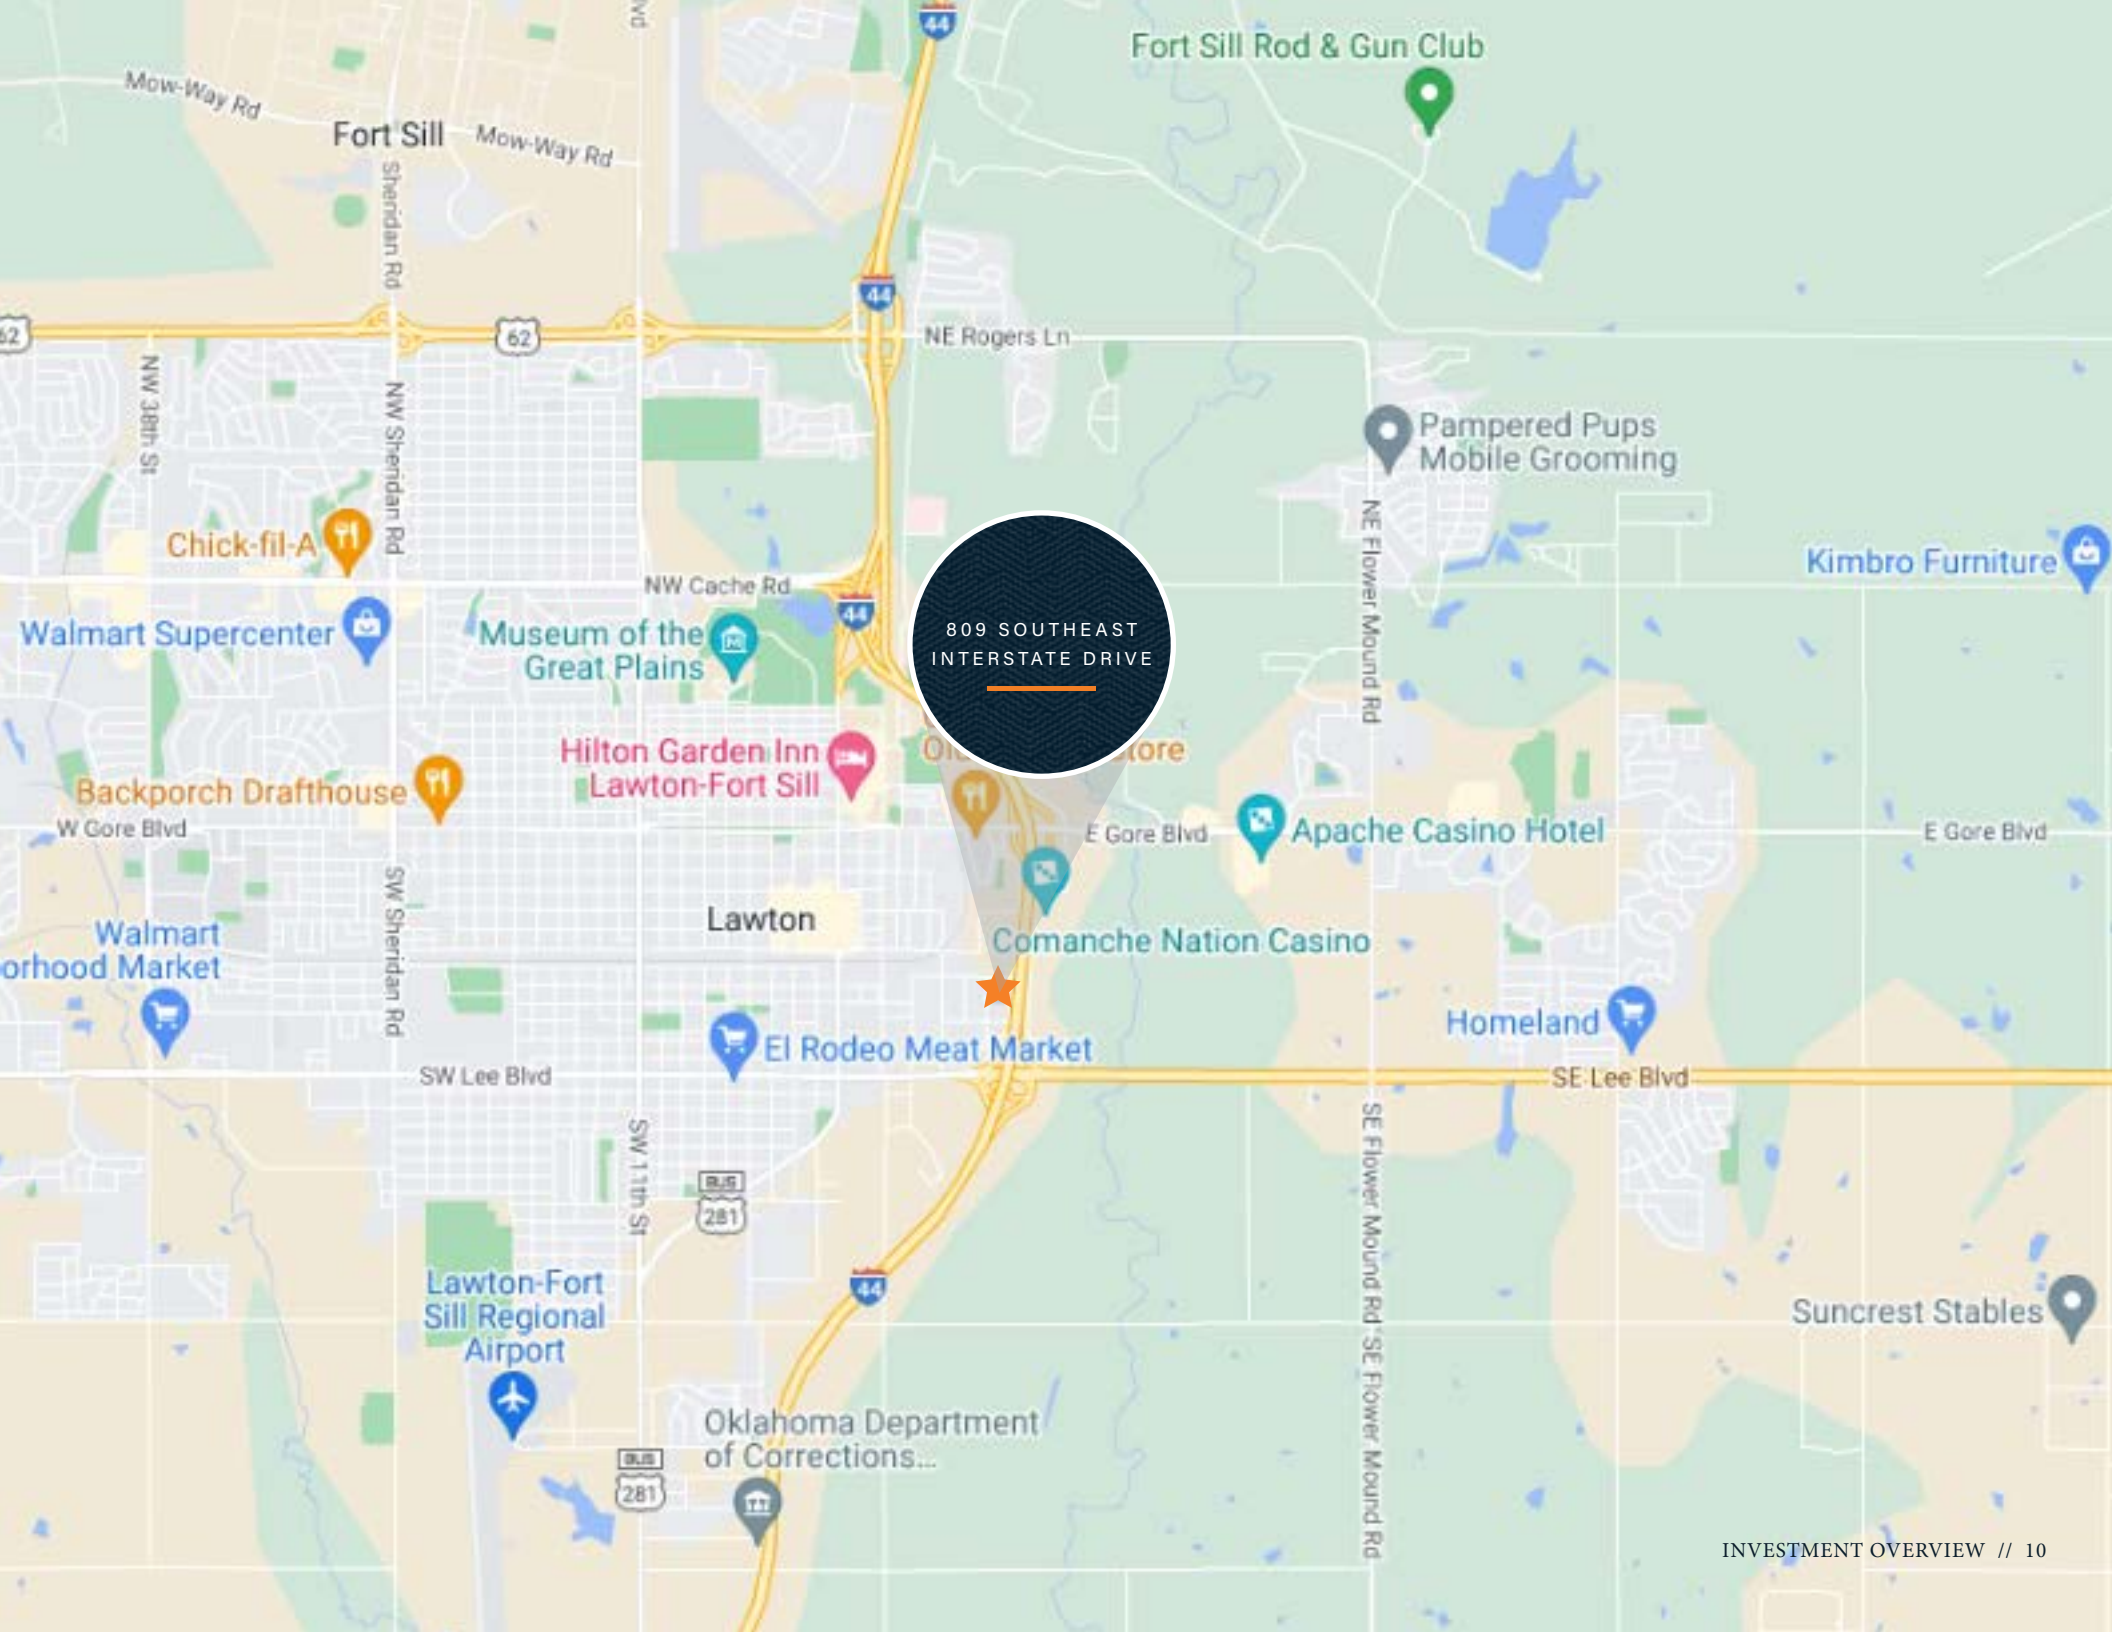 44
Fort Sill Rod & Gun Club
Mow-Way Rd
Fort Sill
Mow-Way Rd
Sheridan Rd
44
62
62
NE Rogers Ln
NW 38th St
NW Sheridan Rd
Pampered Pups
Mobile Grooming
NE Flower Mound Rd
Chick-fil-A
Kimbro Furniture
NW Cache Rd
44
Walmart Supercenter
Museum of the
Great Plains
809 SOUTHEAST
INTERSTATE DRIVE
Hilton Garden Inn
Lawton-Fort Sill
Backporch Drafthouse
W Gore Blvd
E Gore Blvd
Apache Casino Hotel
E Gore Blvd
SW Sheridan Rd
Lawton
Walmart
orhood Market
Comanche Nation Casino
Homeland
El Rodeo Meat Market
SW Lee Blvd
SE Lee Blvd
SW 11th St
SE Flower Mound Rd
BUS
281
44
Lawton-Fort
Sill Regional
Airport
Suncrest Stables
SE Flower Mound Rd
Oklahoma Department
of Corrections...
BUS
281
INVESTMENT OVERVIEW // 10